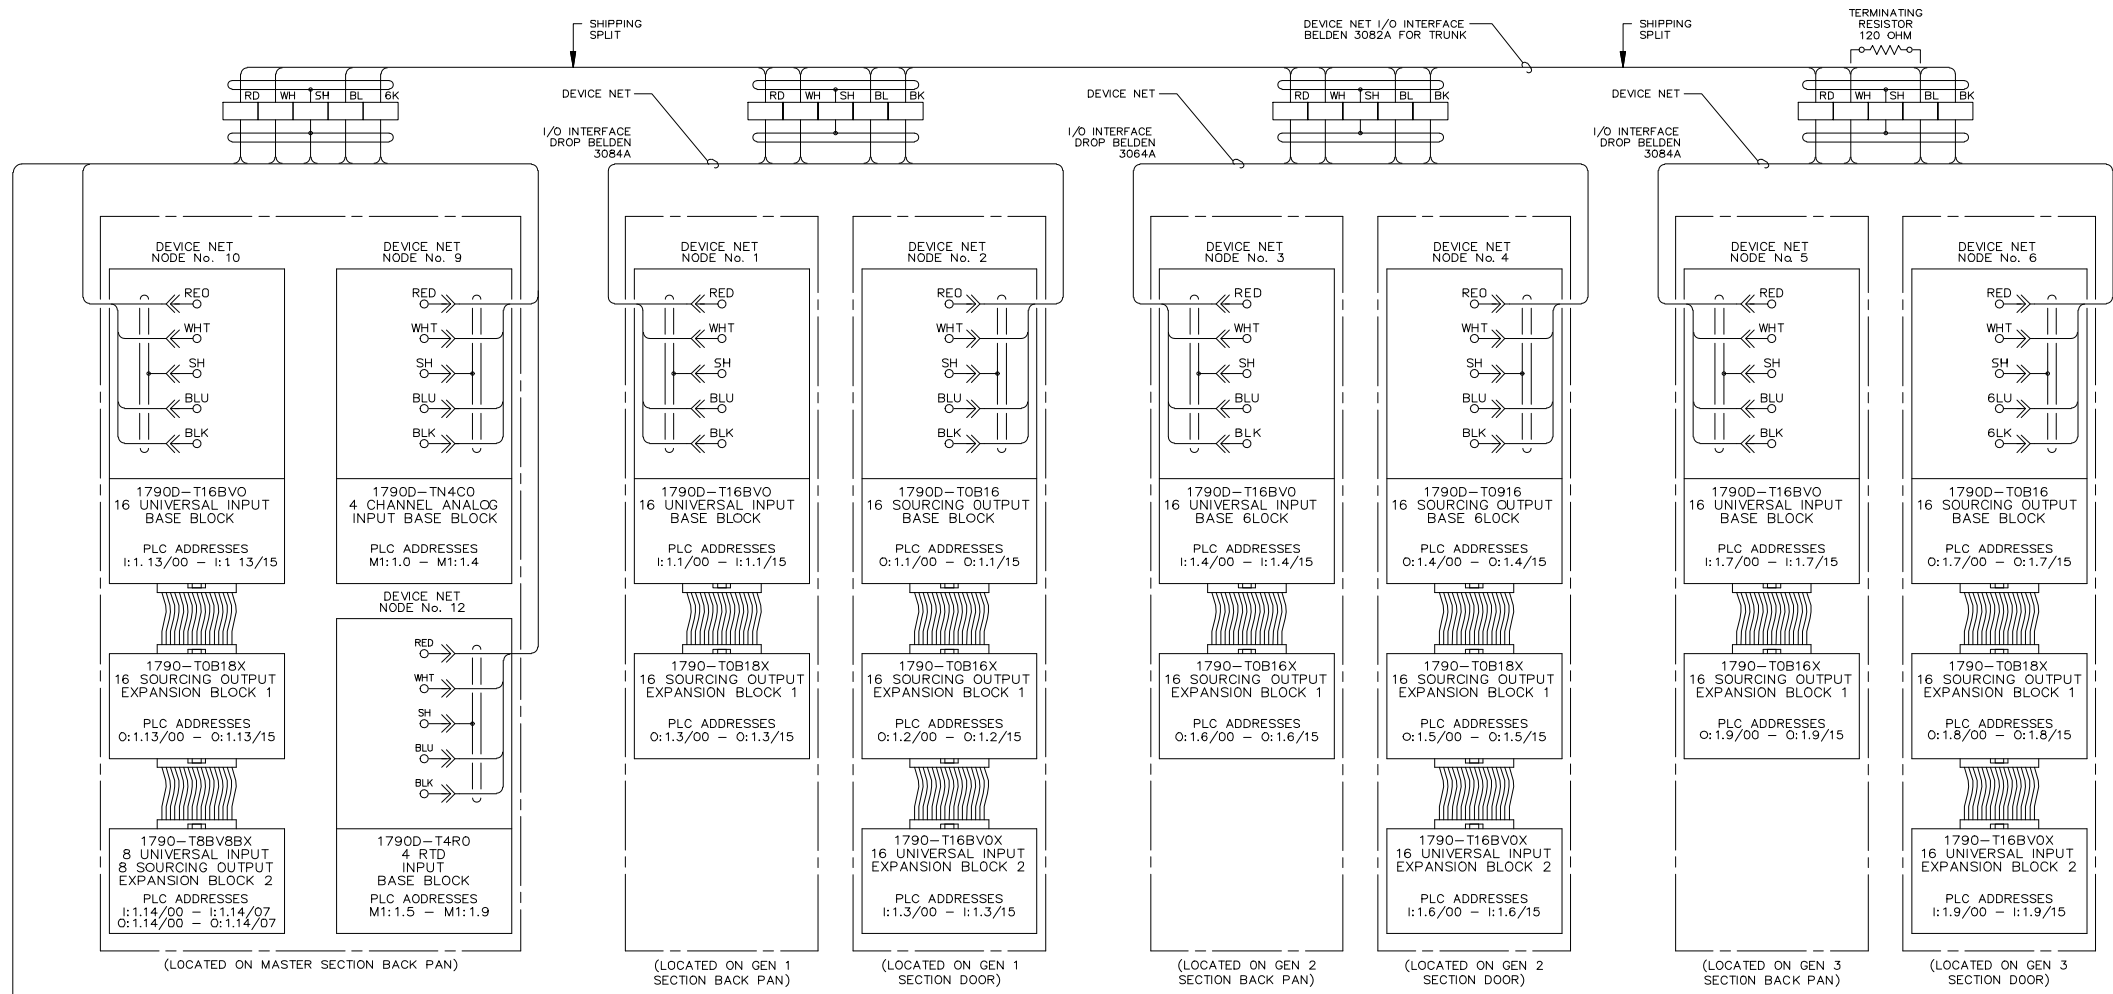 SHIPPING
SPLIT
DEVICE NET I/O INTERFACE
BELDEN 3082A FOR TRUNK
SHIPPING
SPLIT
TERMINATING
RESISTOR
120 OHM
RD WH SH BL 6K
DEVICE NET
I/O INTERFACE
DROP BELDEN
3084A
RD WH SH BL BK
DEVICE NET
I/O INTERFACE
DROP BELDEN
3064A
RD WH SH BL BK
DEVICE NET
I/O INTERFACE
DROP BELDEN
3084A
RD WH SH BL BK
DEVICE NET
NODE No. 10
REO
WHT
SH
BLU
BLK
1790D-T16BVO
16 UNIVERSAL INPUT
BASE BLOCK
PLC ADDRESSES
I:1. 13/00 - I:1 13/15
1790-T0B18X
16 SOURCING OUTPUT
EXPANSION BLOCK 1
PLC ADDRESSES
O:1.13/00 - O:1.13/15
1790-T8BV8BX
8 UNIVERSAL INPUT
8 SOURCING OUTPUT
EXPANSION BLOCK 2
PLC ADDRESSES
I:1.14/00 - I:1.14/07
O:1.14/00 - O:1.14/07
DEVICE NET
NODE No. 9
RED
WHT
SH
BLU
BLK
1790D-TN4C0
4 CHANNEL ANALOG
INPUT BASE BLOCK
PLC ADDRESSES
M1:1.0 - M1:1.4
DEVICE NET
NODE No. 12
RED
WHT
SH
BLU
BLK
1790D-T4R0
4 RTD
INPUT
BASE BLOCK
PLC AODRESSES
M1:1.5 - M1:1.9
(LOCATED ON MASTER SECTION BACK PAN)
DEVICE NET
NODE No. 1
RED
WHT
SH
BLU
BLK
1790D-T16BVO
16 UNIVERSAL INPUT
BASE BLOCK
PLC ADDRESSES
I:1.1/00 - I:1.1/15
1790-T0B18X
16 SOURCING OUTPUT
EXPANSION BLOCK 1
PLC ADDRESSES
O:1.3/00 - O:1.3/15
(LOCATED ON GEN 1
SECTION BACK PAN)
DEVICE NET
NODE No. 2
REO
WHT
SH
BLU
BLK
1790D-T0B16
16 SOURCING OUTPUT
BASE BLOCK
PLC ADDRESSES
O:1.1/00 - O:1.1/15
1790-T0B16X
16 SOURCING OUTPUT
EXPANSION BLOCK 1
PLC ADDRESSES
O:1.2/00 - O:1.2/15
1790-T16BV0X
16 UNIVERSAL INPUT
EXPANSION BLOCK 2
PLC ADDRESSES
I:1.3/00 - I:1.3/15
(LOCATED ON GEN 1
SECTION DOOR)
DEVICE NET
NODE No. 3
RED
WHT
SH
BLU
BLK
1790D-T16BVO
16 UNIVERSAL INPUT
BASE 6LOCK
PLC ADDRESSES
I:1.4/00 - I:1.4/15
1790-T0B16X
16 SOURCING OUTPUT
EXPANSION BLOCK 1
PLC ADDRESSES
O:1.6/00 - O:1.6/15
(LOCATED ON GEN 2
SECTION BACK PAN)
DEVICE NET
NODE No. 4
REO
WHT
SH
BLU
BLK
1790D-T0916
16 SOURCING OUTPUT
BASE 6LOCK
PLC ADDRESSES
O:1.4/00 - O:1.4/15
1790-T0B18X
16 SOURCING OUTPUT
EXPANSION BLOCK 1
PLC ADDRESSES
O:1.5/00 - O:1.5/15
1790-T16BV0X
16 UNIVERSAL INPUT
EXPANSION BLOCK 2
PLC ADDRESSES
I:1.6/00 - I:1.6/15
(LOCATED ON GEN 2
SECTION DOOR)
DEVICE NET
NODE Na 5
RED
WHT
SH
BLU
BLK
1790D-T16BVO
16 UNIVERSAL INPUT
BASE BLOCK
PLC ADDRESSES
I:1.7/00 - I:1.7/15
1790-T0B16X
16 SOURCING OUTPUT
EXPANSION BLOCK 1
PLC ADDRESSES
O:1.9/00 - O:1.9/15
(LOCATED ON GEN 3
SECTION BACK PAN)
DEVICE NET
NODE No. 6
RED
WHT
SH
6LU
6LK
1790D-T0B16
16 SOURCING OUTPUT
BASE BLOCK
PLC ADDRESSES
O:1.7/00 - O:1.7/15
1790-T0B18X
16 SOURCING OUTPUT
EXPANSION BLOCK 1
PLC ADDRESSES
O:1.8/00 - O:1.8/15
1790-T16BV0X
16 UNIVERSAL INPUT
EXPANSION BLOCK 2
PLC ADDRESSES
I:1.9/00 - I:1.9/15
(LOCATED ON GEN 3
SECTION DOOR)